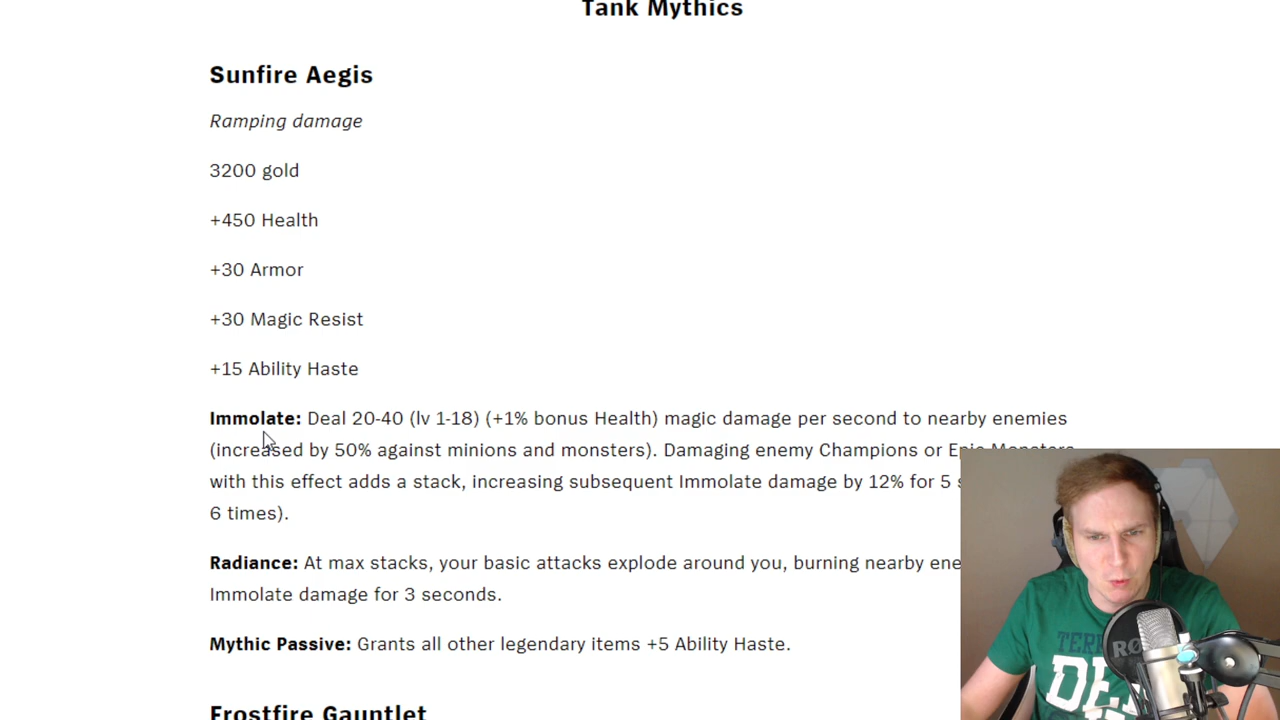 Tank Mythics
Sunfire Aegis
Ramping damage
3200 gold
+450 Health
+30 Armor
+30 Magic Resist
+15 Ability Haste
Immolate: Deal 20-40 (lv 1-18) (+1% bonus Health) magic damage per second to nearby enemies
(increased by 50% against minions and monsters). Damaging enemy Champions or Epic Monsters
with this effect adds a stack, increasing subsequent Immolate damage by 12% for 5
6 times).
Radiance: At max stacks, your basic attacks explode around you, burning nearby
Immolate damage for 3 seconds.
Mythic Passive: Grants all other legendary items +5 Ability Haste.
Frostfire Gauntlet